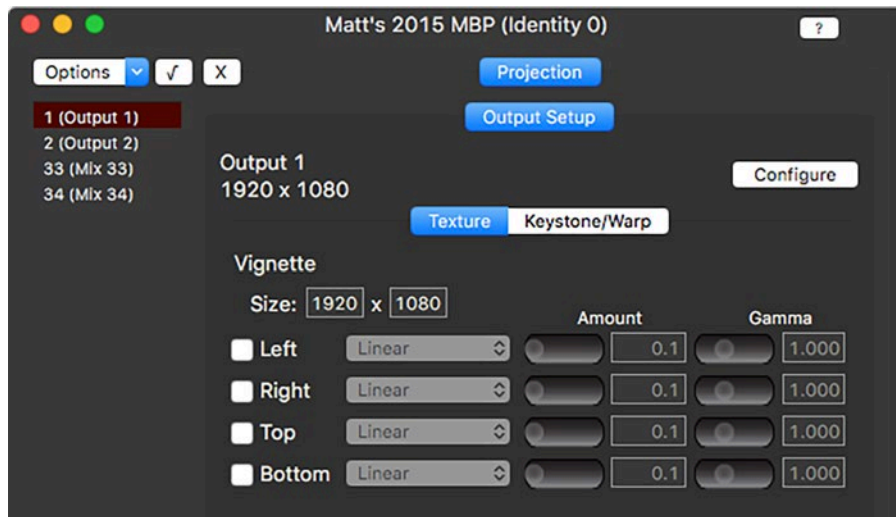 Matt's 2015 MBP (Identity 0) ?
Options √ X Projection
1 (Output 1)
2 (Output 2)
33 (Mix 33)
34 (Mix 34)
Output Setup
Output 1
1920 x 1080
Configure
Texture Keystone/Warp
Vignette
Size: 1920 x 1080
Amount Gamma
Left Linear 0.1 1.000
Right Linear 0.1 1.000
Top Linear 0.1 1.000
Bottom Linear 0.1 1.000